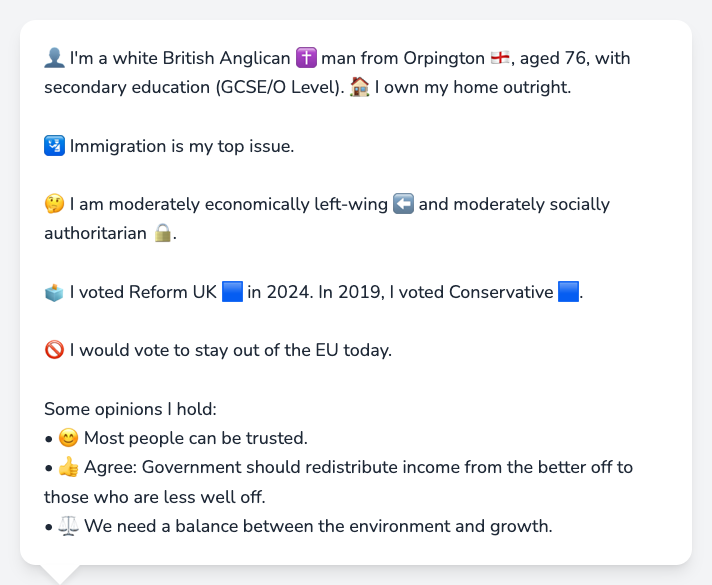 👤 I'm a white British Anglican ✝️ man from Orpington 🏴󠁧󠁢󠁥󠁮󠁧󠁿, aged 76, with
secondary education (GCSE/O Level). 🏠 I own my home outright.
🛂 Immigration is my top issue.
🤔 I am moderately economically left-wing ⬅️ and moderately socially
authoritarian 🔒.
🗳️ I voted Reform UK 🟦 in 2024. In 2019, I voted Conservative 🟦.
🚫 I would vote to stay out of the EU today.
Some opinions I hold:
• 😊 Most people can be trusted.
• 👍 Agree: Government should redistribute income from the better off to
those who are less well off.
• ⚖️ We need a balance between the environment and growth.